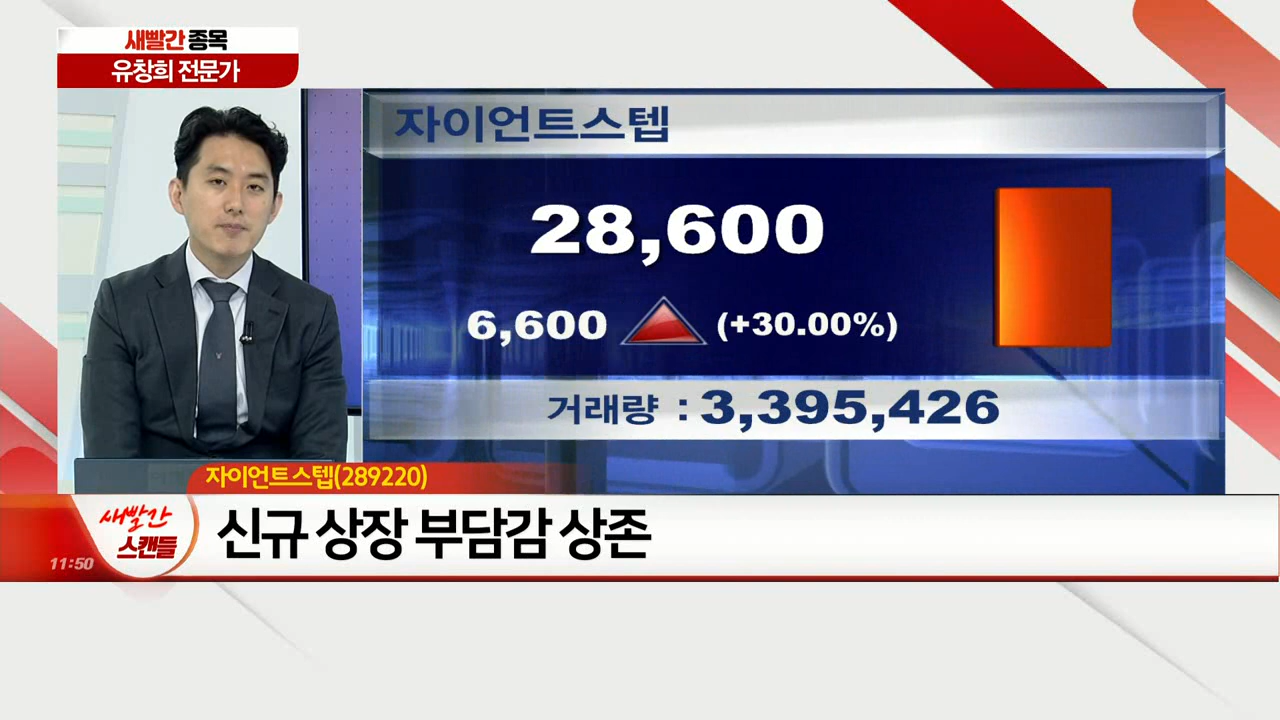 새빨간 종목
유창희 전문가
자이언트스텝
28,600
6,600 ▲ (+30.00%)
거래량 : 3,395,426
자이언트스텝(289220)
새빨간
스캔들
신규 상장 부담감 상존
11:50